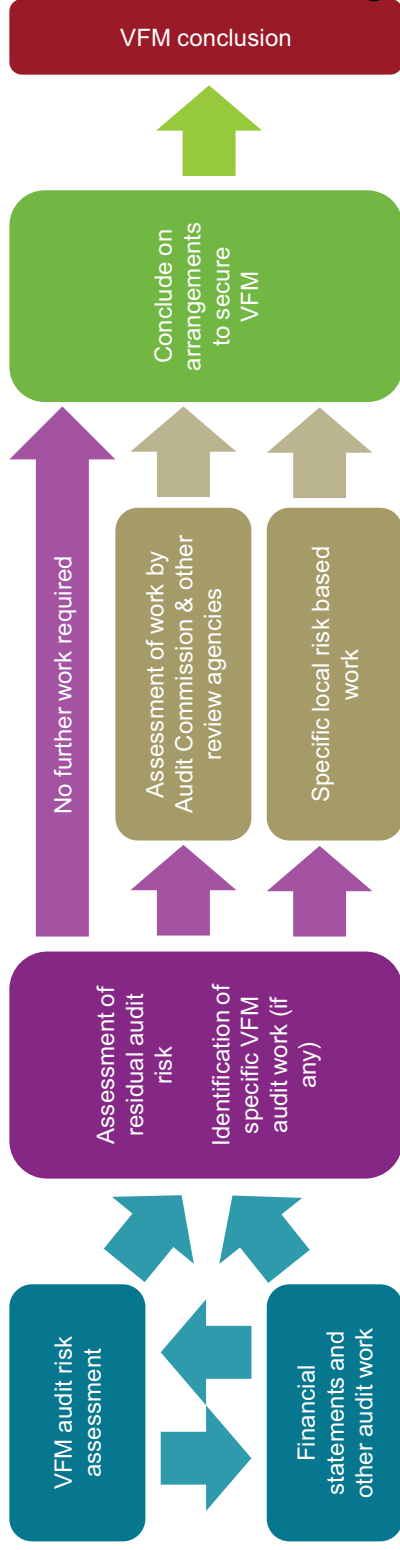 VFM audit risk
assessment
Financial
statements and
other audit work
Assessment of
residual audit
risk
Identification of
specific VFM
audit work (if
any)
No further work required
Assessment of work by
Audit Commission & other
review agencies
Specific local risk based
work
Conclude on
arrangements
to secure
VFM
VFM conclusion